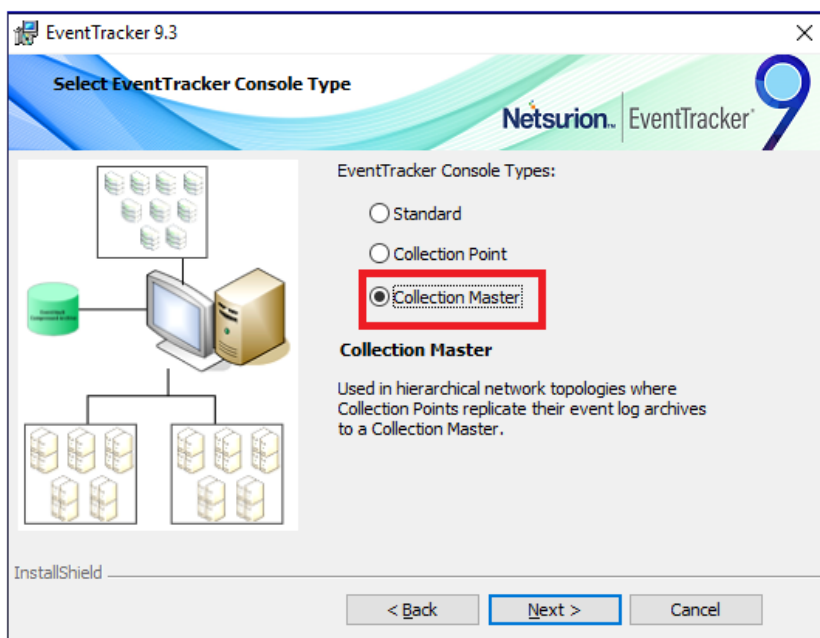 EventTracker 9.3
Select EventTracker Console Type
Netsurion. EventTracker 9
EventTracker Console Types:
Standard
Collection Point
Collection Master
Collection Master
Used in hierarchical network topologies where
Collection Points replicate their event log archives
to a Collection Master.
InstallShield
< Back
Next >
Cancel